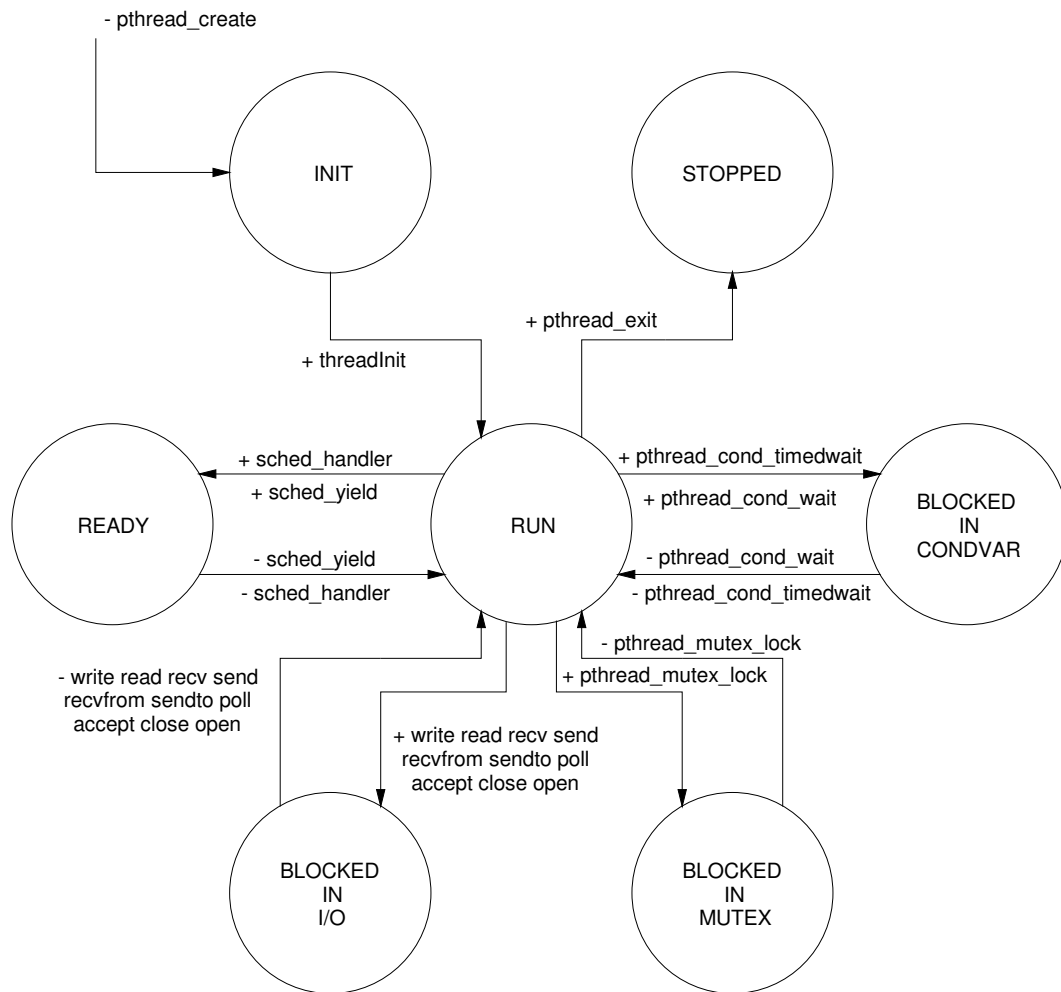 - pthread_create
INIT
STOPPED
+ pthread_exit
+ threadInit
+ sched_handler
+ sched_yield
+ pthread_cond_timedwait
+ pthread_cond_wait
READY
RUN
BLOCKED
IN
CONDVAR
- sched_yield
- sched_handler
- pthread_cond_wait
- pthread_cond_timedwait
- pthread_mutex_lock
+ pthread_mutex_lock
- write read recv send
recvfrom sendto poll
accept close open
+ write read recv send
recvfrom sendto poll
accept close open
BLOCKED
IN
I/O
BLOCKED
IN
MUTEX